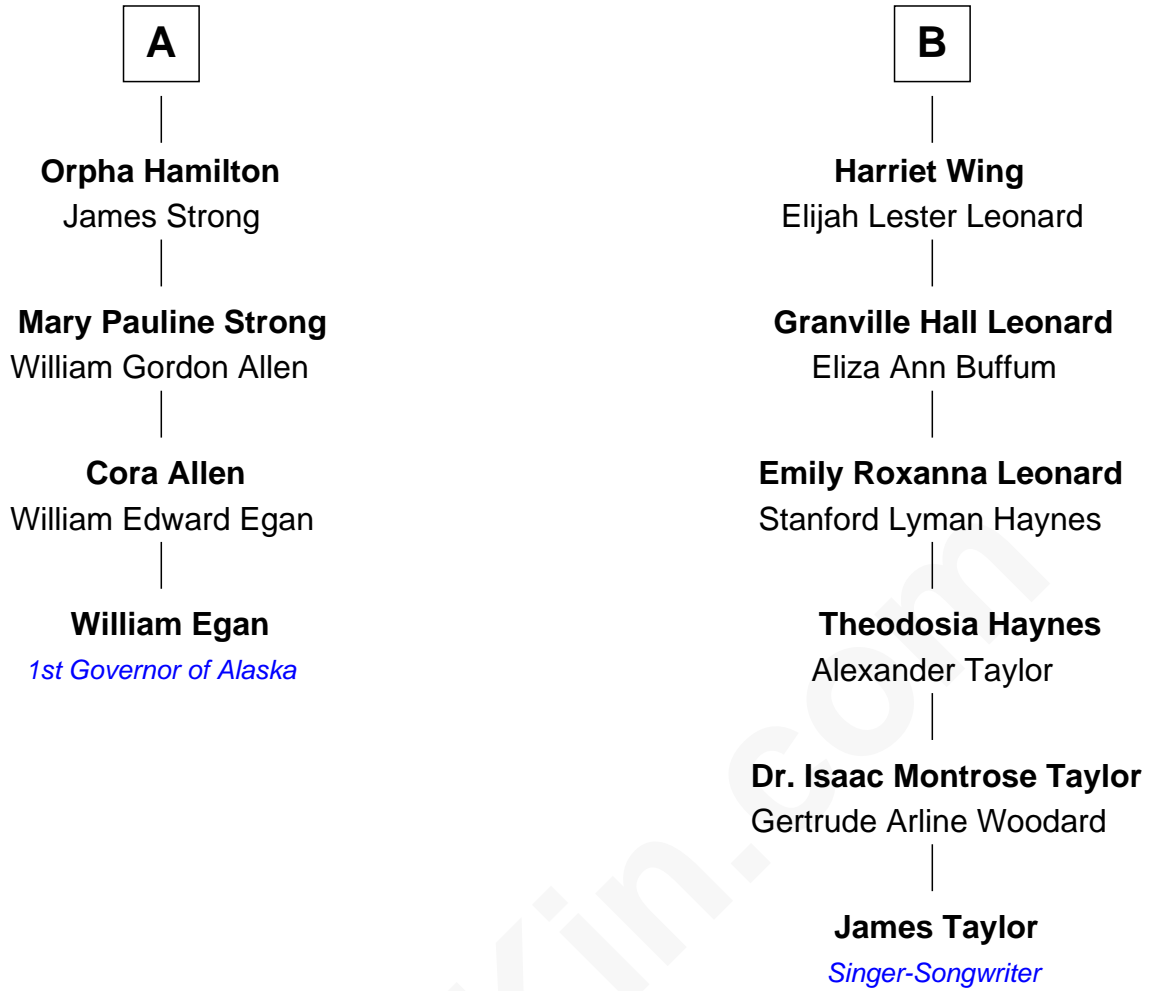 A
Orpha Hamilton
James Strong
Mary Pauline Strong
William Gordon Allen
Cora Allen
William Edward Egan
William Egan
1st Governor of Alaska
B
Harriet Wing
Elijah Lester Leonard
Granville Hall Leonard
Eliza Ann Buffum
Emily Roxanna Leonard
Stanford Lyman Haynes
Theodosia Haynes
Alexander Taylor
Dr. Isaac Montrose Taylor
Gertrude Arline Woodard
James Taylor
Singer-Songwriter